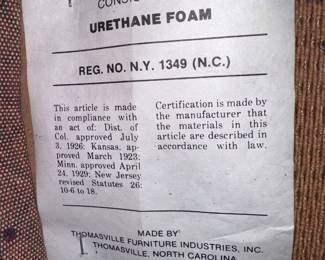 URETHANE FOAM
REG. NO. N.Y. 1349 (N.C.)
This article is made
in compliance with
an act of: Dist. of
Col. approved July
3, 1926; Kansas, ap-
proved March 1923;
Minn. approved April
24, 1929; New Jersey
revised Statutes 26:
10-6 to 18.
Certification is made by
the manufacturer that
the materials in this
article are described in
accordance with law.
MADE BY
THOMASVILLE FURNITURE INDUSTRIES, INC.
THOMASVILLE, NORTH CAROLINA